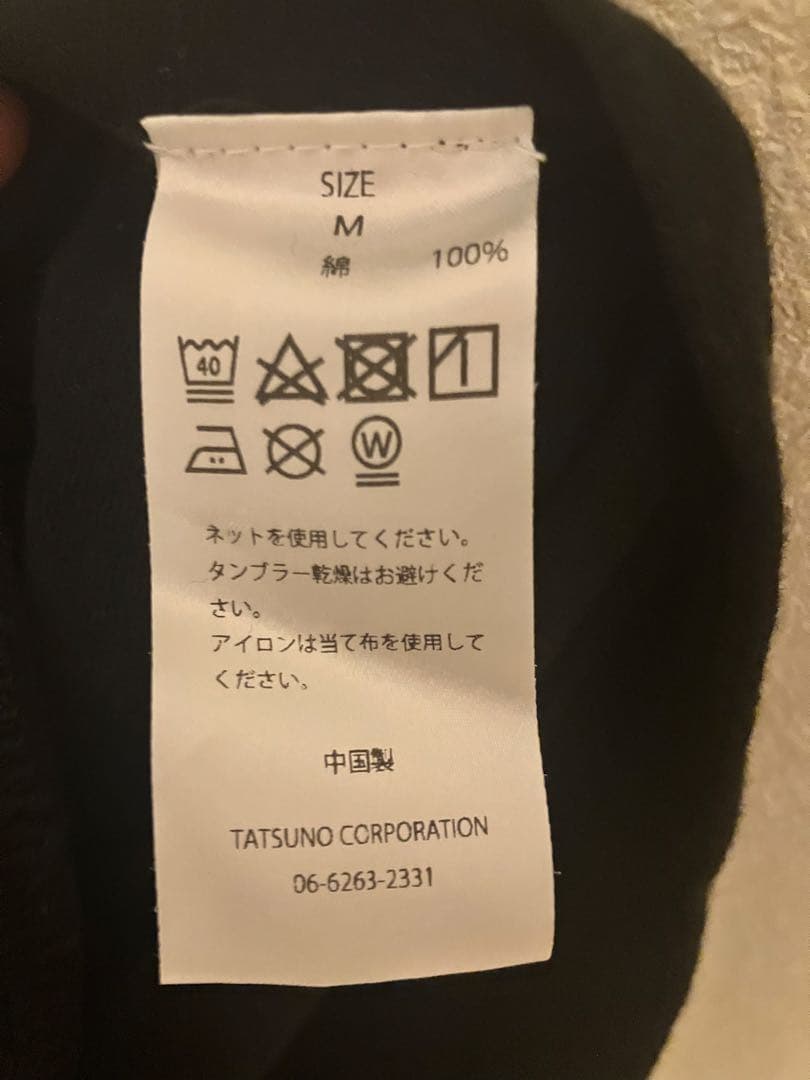 SIZE
M
綿 100%
40
W
ネットを使用してください。
タンブラー乾燥はお避けくだ
さい。
アイロンは当て布を使用して
ください。
中国製
TATSUNO CORPORATION
06-6263-2331